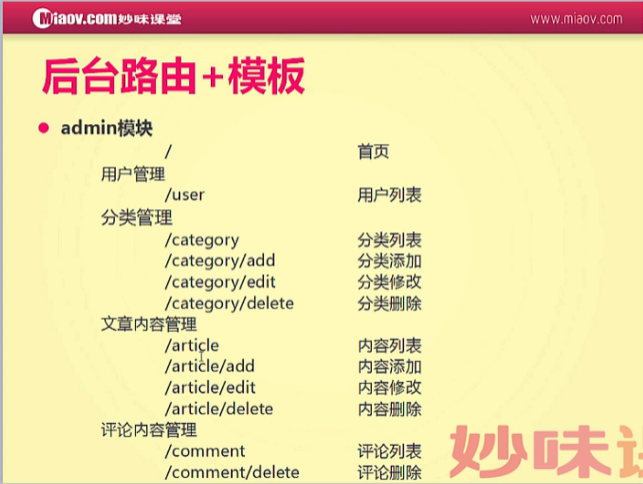 Miaov.com妙味课堂 www.miaov.com
后台路由+模板
admin模块
/ 首页
用户管理
/user 用户列表
分类管理
/category 分类列表
/category/add 分类添加
/category/edit 分类修改
/category/delete 分类删除
文章内容管理
/article 内容列表
/article/add 内容添加
/article/edit 内容修改
/article/delete 内容删除
评论内容管理
/comment 评论列表
/comment/delete 评论删除
妙味